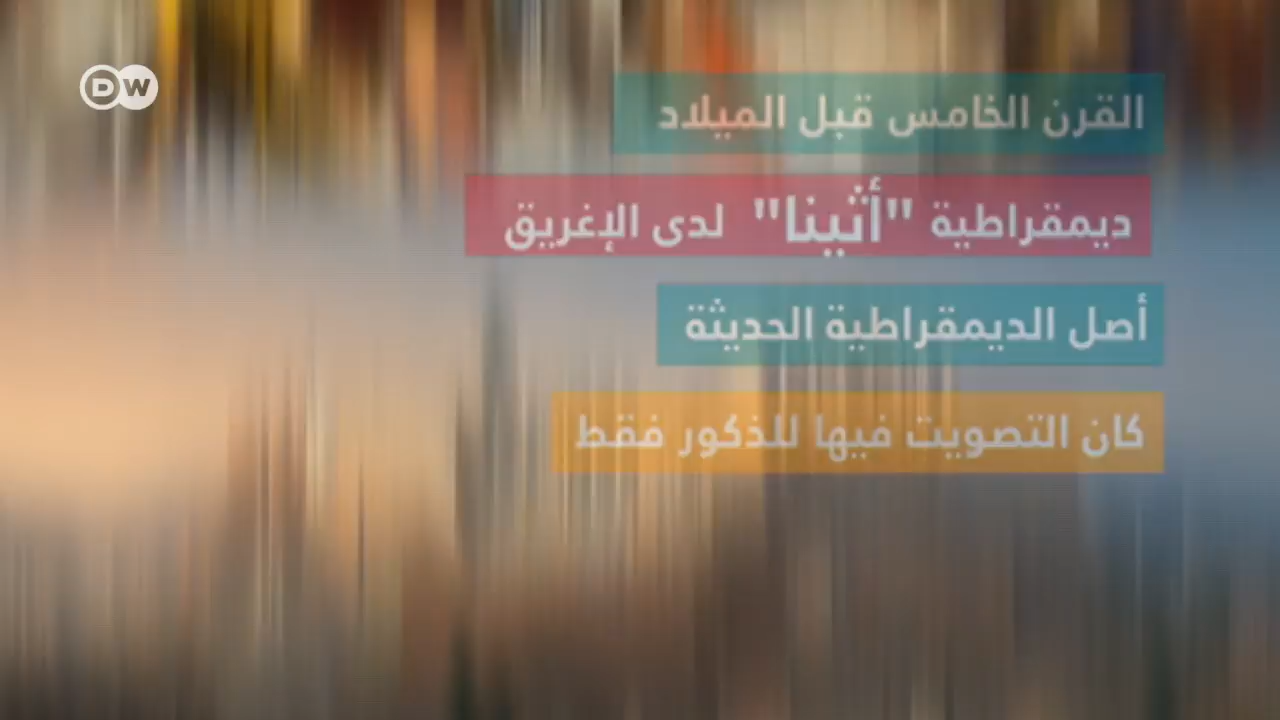 DW
القرن الخامس قبل الميلاد
ديمقراطية "أثينا" لدى الإغريق
أصل الديمقراطية الحديثة
كان التصويت فيها للذكور فقط